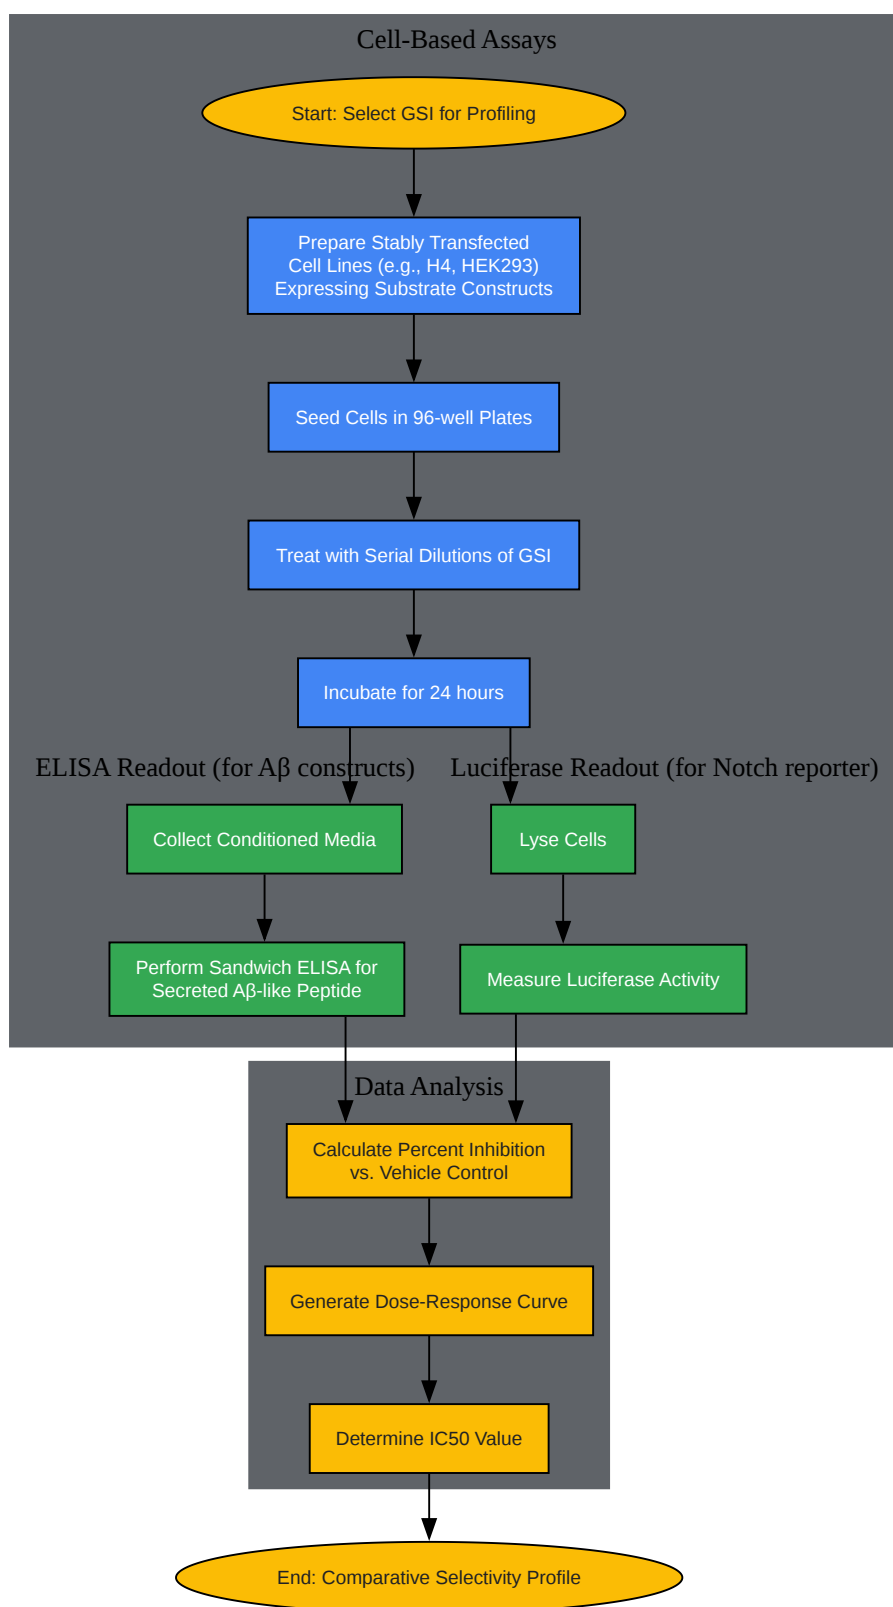 Cell-Based Assays
Start: Select GSI for Profiling
Prepare Stably Transfected
Cell Lines (e.g., H4, HEK293)
Expressing Substrate Constructs
Seed Cells in 96-well Plates
Treat with Serial Dilutions of GSI
Incubate for 24 hours
ELISA Readout (for Aβ constructs)
Luciferase Readout (for Notch reporter)
Collect Conditioned Media
Lyse Cells
Perform Sandwich ELISA for
Secreted Aβ-like Peptide
Measure Luciferase Activity
Data Analysis
Calculate Percent Inhibition
vs. Vehicle Control
Generate Dose-Response Curve
Determine IC50 Value
End: Comparative Selectivity Profile